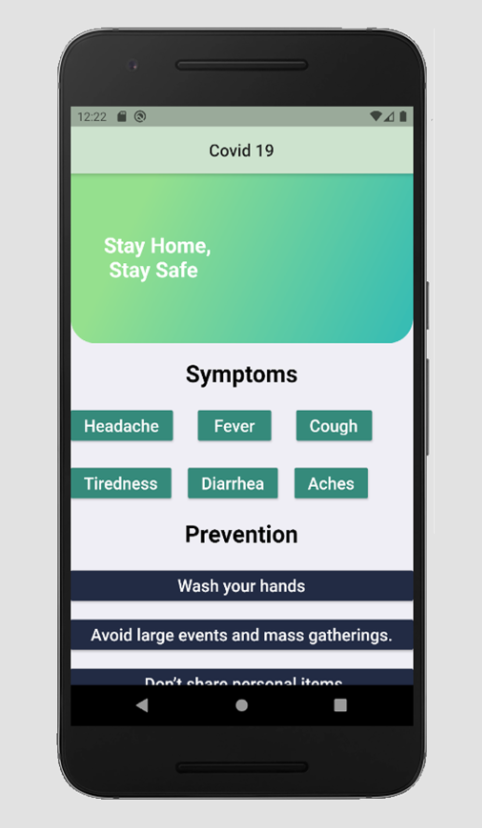 12:22
Covid 19
Stay Home,
Stay Safe
Symptoms
Headache Fever Cough
Tiredness Diarrhea Aches
Prevention
Wash your hands
Avoid large events and mass gatherings.
Don't share personal items